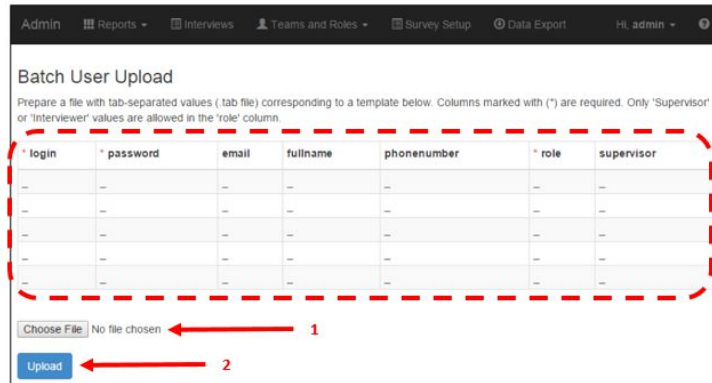 Admin Reports Interviews Teams and Roles Survey Setup Data Export Hi, admin
Batch User Upload
Prepare a file with tab-separated values (.tab file) corresponding to a template below. Columns marked with (*) are required. Only 'Supervisor'
or 'Interviewer' values are allowed in the 'role' column.
* login * password email fullname phonenumber * role supervisor
– – – – – – –
– – – – – – –
– – – – – – –
– – – – – – –
– – – – – – –
Choose File No file chosen 1
Upload 2